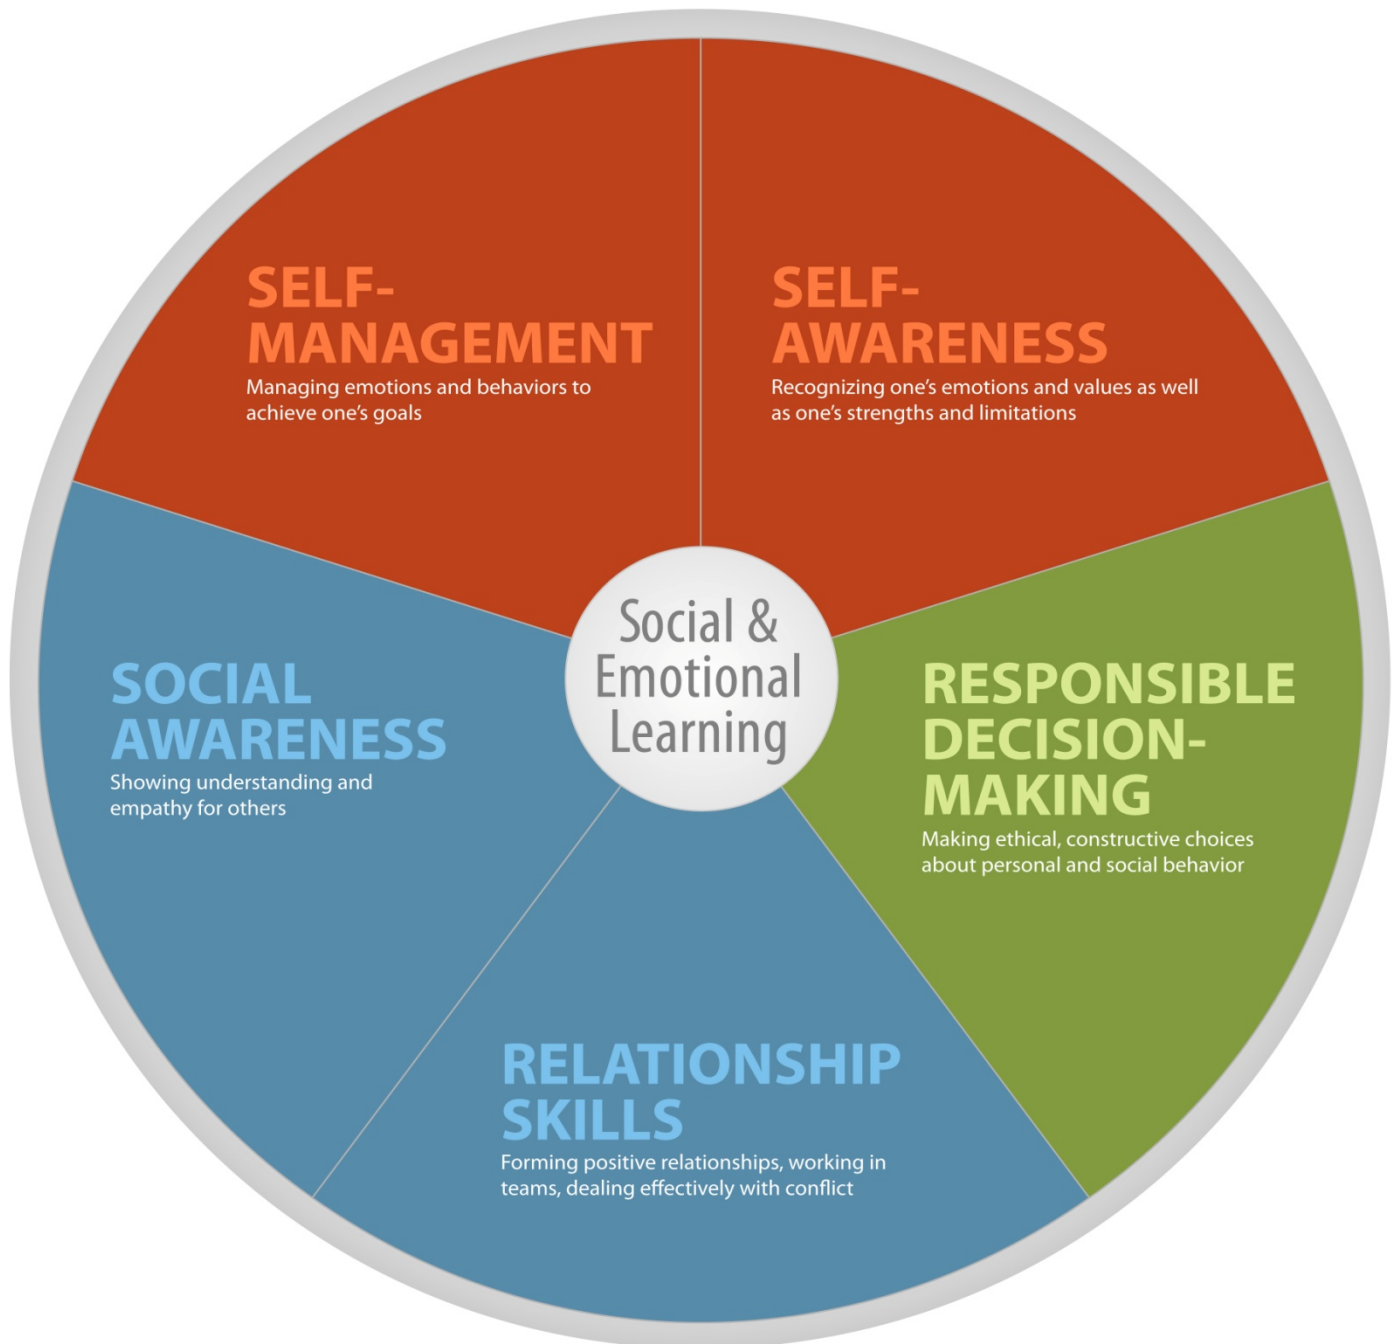 SELF-
MANAGEMENT
Managing emotions and behaviors to
achieve one’s goals
SELF-
AWARENESS
Recognizing one’s emotions and values as well
as one’s strengths and limitations
Social &
Emotional
Learning
SOCIAL
AWARENESS
Showing understanding and
empathy for others
RESPONSIBLE
DECISION-
MAKING
Making ethical, constructive choices
about personal and social behavior
RELATIONSHIP
SKILLS
Forming positive relationships, working in
teams, dealing effectively with conflict